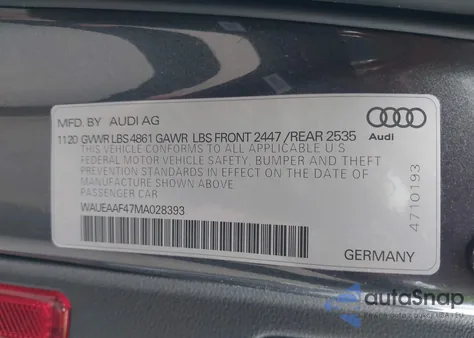 MFD. BY AUDI AG
1120 GVWR LBS 4861 GAWR LBS FRONT 2447 / REAR 2535
THIS VEHICLE CONFORMS TO ALL APPLICABLE U S
FEDERAL MOTOR VEHICLE SAFETY, BUMPER AND THEFT
PREVENTION STANDARDS IN EFFECT ON THE DATE OF
MANUFACTURE SHOWN ABOVE
PASSENGER CAR
WAUEAAF47MA028393
Audi
4710193
GERMANY
autoSnap